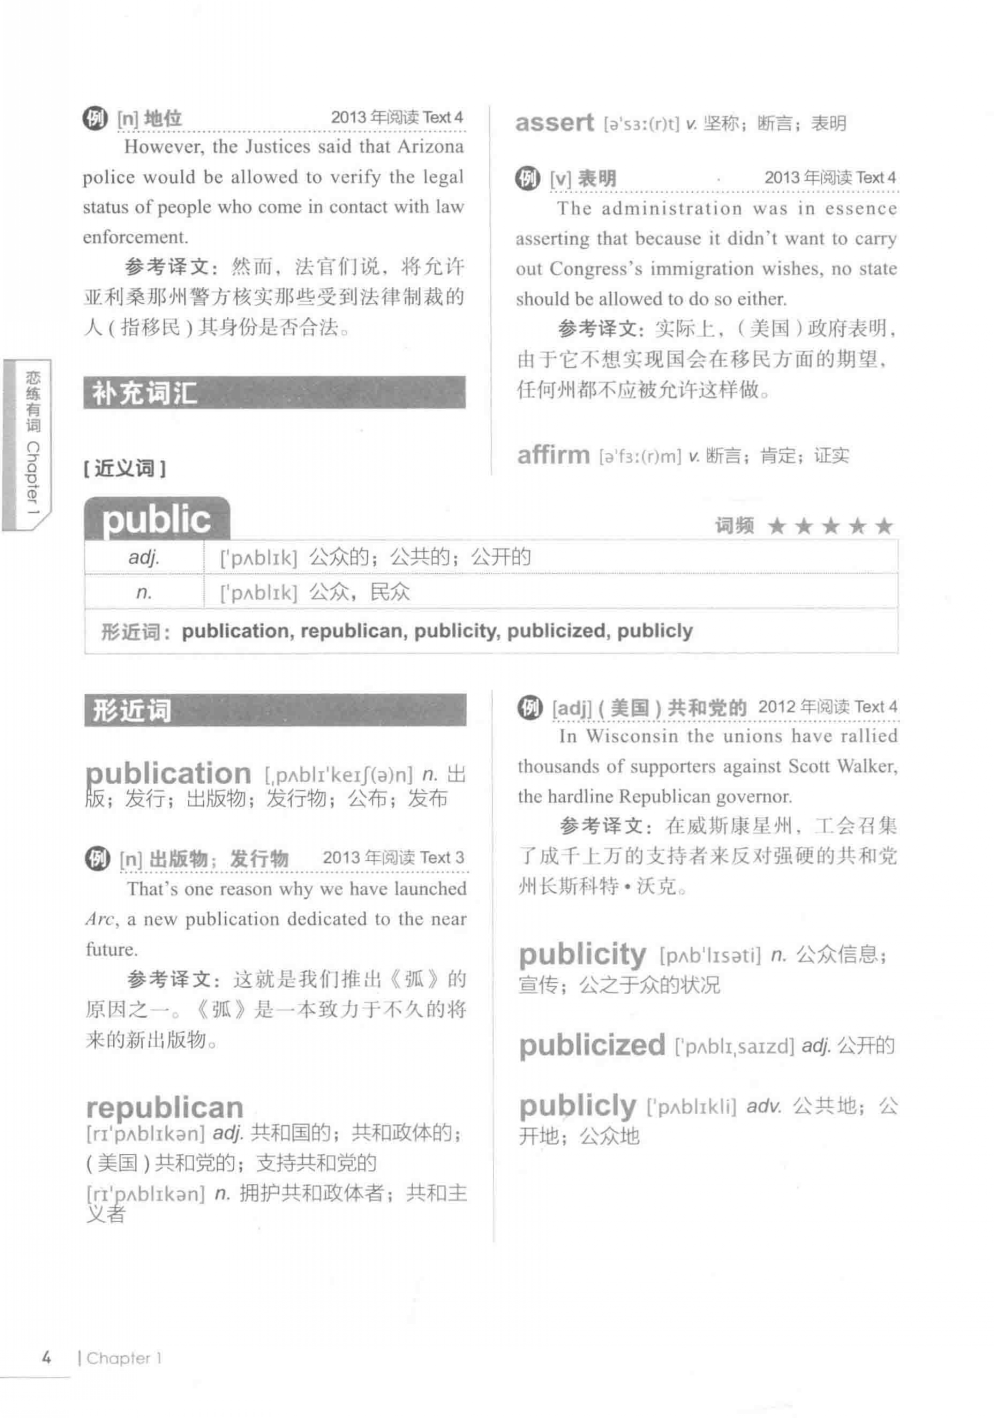 例 [n] 地位 2013 年阅读 Text 4
However, the Justices said that Arizona
police would be allowed to verify the legal
status of people who come in contact with law
enforcement.
参考译文：然而，法官们说，将允许
亚利桑那州警方核实那些受到法律制裁的
人（指移民）其身份是否合法。
补充词汇
[近义词]
assert [ə'sɜː(r)t] v. 坚称；断言；表明
例 [v] 表明 2013 年阅读 Text 4
The administration was in essence
asserting that because it didn't want to carry
out Congress's immigration wishes, no state
should be allowed to do so either.
参考译文：实际上，（美国）政府表明，
由于它不想实现国会在移民方面的期望，
任何州都不应被允许这样做。
affirm [ə'fɜː(r)m] v. 断言；肯定；证实
恋练有词 Chapter 1
public 词频 ★★★★★
adj. ['pʌblɪk] 公众的；公共的；公开的
n. ['pʌblɪk] 公众，民众
形近词：publication, republican, publicity, publicized, publicly
形近词
publication [ˌpʌblɪ'keɪʃ(ə)n] n. 出
版；发行；出版物；发行物；公布；发布
例 [n] 出版物；发行物 2013 年阅读 Text 3
That's one reason why we have launched
Arc, a new publication dedicated to the near
future.
参考译文：这就是我们推出《弧》的
原因之一。《弧》是一本致力于不久的将
来的新出版物。
republican
[rɪ'pʌblɪkən] adj. 共和国的；共和政体的；
（美国）共和党的；支持共和党的
[rɪ'pʌblɪkən] n. 拥护共和政体者；共和主
义者
例 [adj]（美国）共和党的 2012 年阅读 Text 4
In Wisconsin the unions have rallied
thousands of supporters against Scott Walker,
the hardline Republican governor.
参考译文：在威斯康星州，工会召集
了成千上万的支持者来反对强硬的共和党
州长斯科特·沃克。
publicity [pʌb'lɪsəti] n. 公众信息；
宣传；公之于众的状况
publicized ['pʌblɪˌsaɪzd] adj. 公开的
publicly ['pʌblɪkli] adv. 公共地；公
开地；公众地
4 | Chapter 1